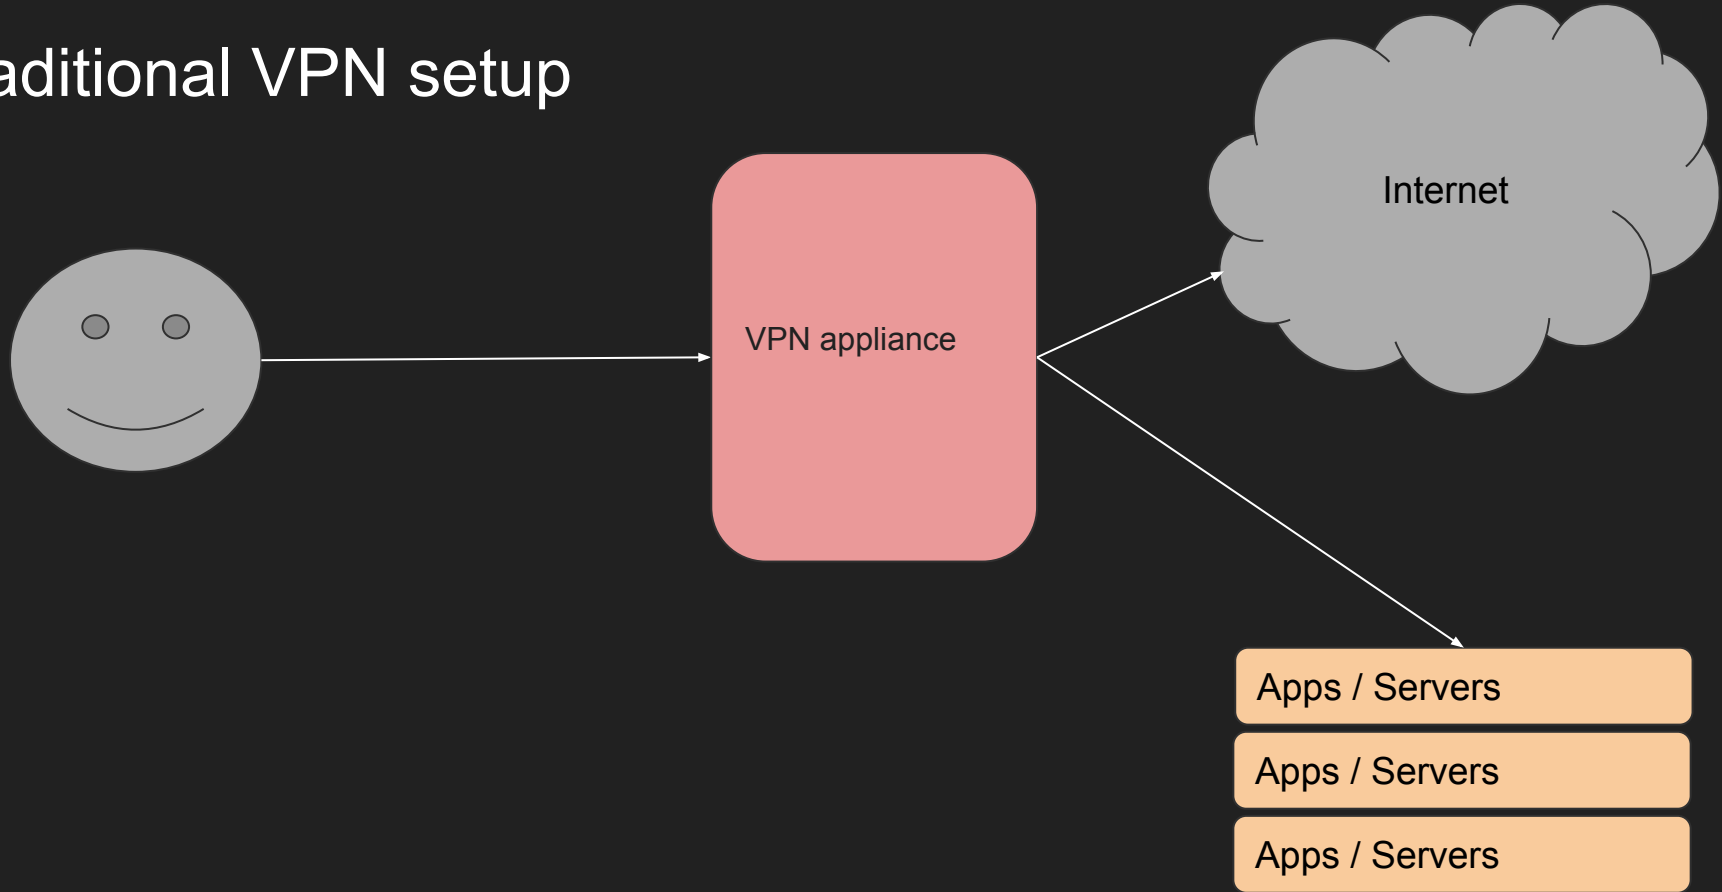 aditional VPN setup
Internet
VPN appliance
Apps / Servers
Apps / Servers
Apps / Servers